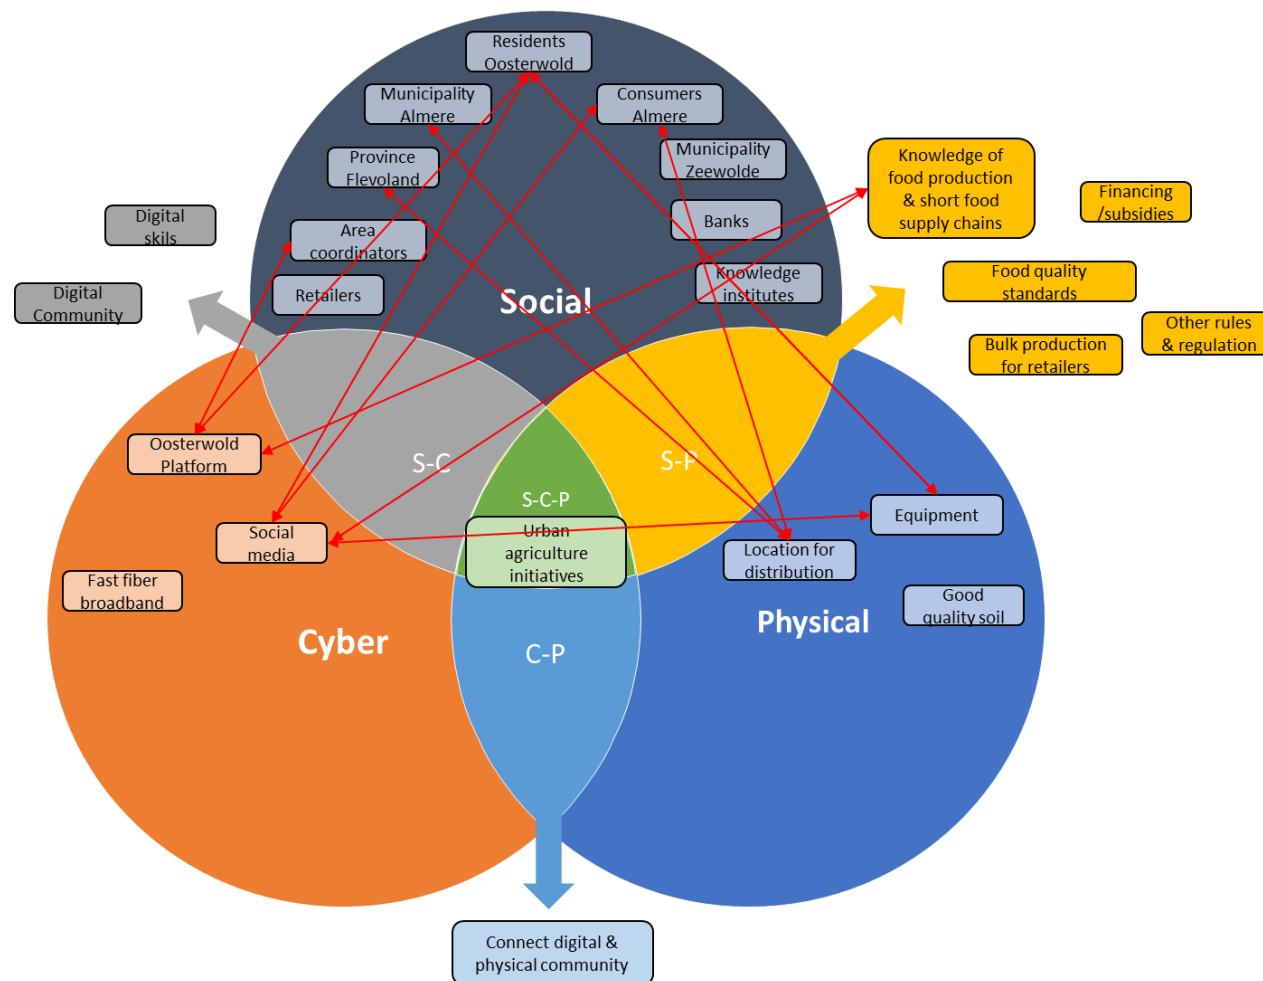 Residents
Oosterwold
Municipality
Almere
Consumers
Almere
Province
Flevoland
Municipality
Zeewolde
Knowledge of
food production
& short food
supply chains
Financing
/subsidies
Digital
skils
Area
coordinators
Banks
Digital
Community
Retailers
Social
Knowledge
institutes
Food quality
standards
Other rules
& regulation
Bulk production
for retailers
Oosterwold
Platform
S-C
S-P
S-C-P
Social
media
Urban
agriculture
initiatives
Equipment
Location for
distribution
Fast fiber
broadband
Good
quality soil
Cyber
Physical
C-P
Connect digital &
physical community